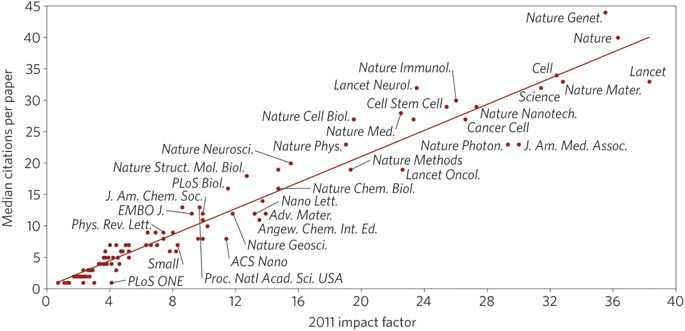 45
40
35
30
25
20
15
10
5
0
Median citations per paper
Nature Genet.
Nature
Nature Immunol.
Lancet Neurol.
Cell
Lancet
Cell Stem Cell
Science
Nature Mater.
Nature Cell Biol.
Nature Nanotech.
Nature Med.
Cancer Cell
Nature Neurosci.
Nature Phys.
Nature Photon.
J. Am. Med. Assoc.
Nature Struct. Mol. Biol.
Nature Methods
Lancet Oncol.
PLoS Biol.
Nature Chem. Biol.
J. Am. Chem. Soc.
Nano Lett.
EMBO J.
Adv. Mater.
Phys. Rev. Lett.
Angew. Chem. Int. Ed.
Nature Geosci.
Small
ACS Nano
PLoS ONE
Proc. Natl Acad. Sci. USA
0 4 8 12 16 20 24 28 32 36 40
2011 impact factor